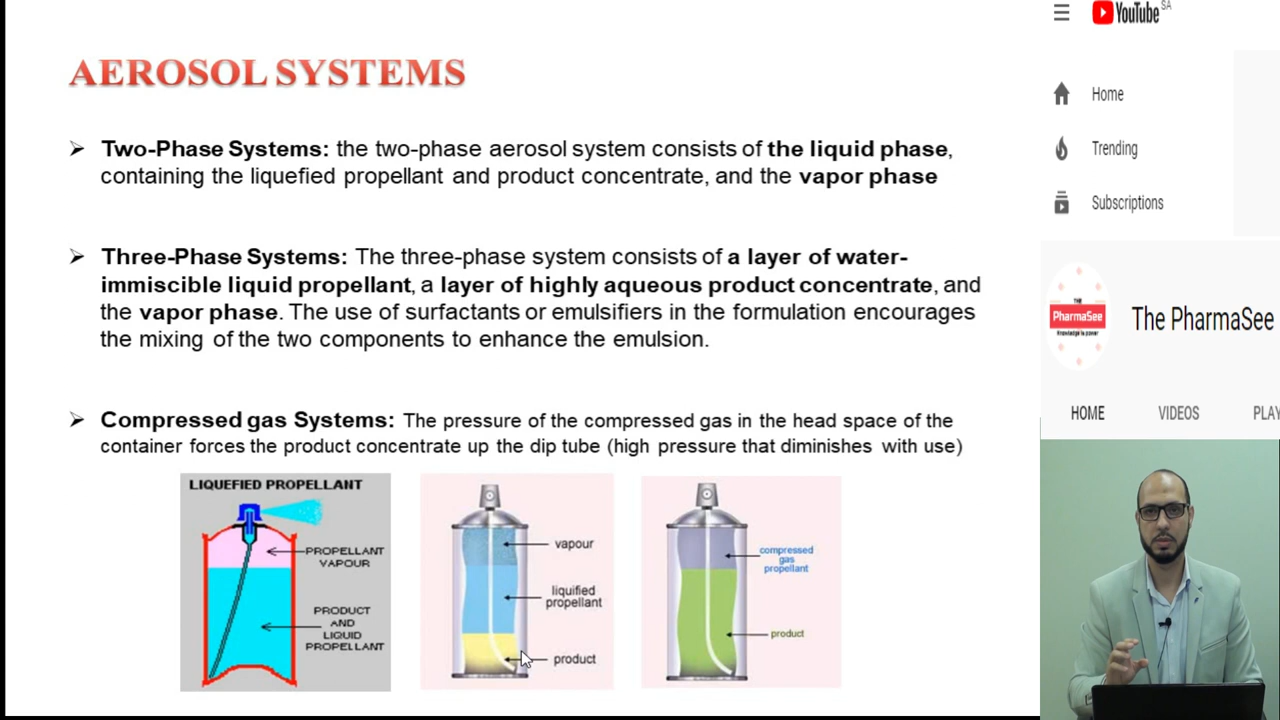 AEROSOL SYSTEMS
➢ Two-Phase Systems: the two-phase aerosol system consists of the liquid phase,
containing the liquefied propellant and product concentrate, and the vapor phase
➢ Three-Phase Systems: The three-phase system consists of a layer of water-
immiscible liquid propellant, a layer of highly aqueous product concentrate, and
the vapor phase. The use of surfactants or emulsifiers in the formulation encourages
the mixing of the two components to enhance the emulsion.
➢ Compressed gas Systems: The pressure of the compressed gas in the head space of the
container forces the product concentrate up the dip tube (high pressure that diminishes with use)
LIQUEFIED PROPELLANT
PROPELLANT
VAPOUR
PRODUCT
AND
LIQUID
PROPELLANT
vapour
liquified
propellant
product
compressed
gas
propellant
product
YouTube SA
Home
Trending
Subscriptions
THE
PharmaSee
Knowledge is power
The PharmaSee
HOME VIDEOS PLAY